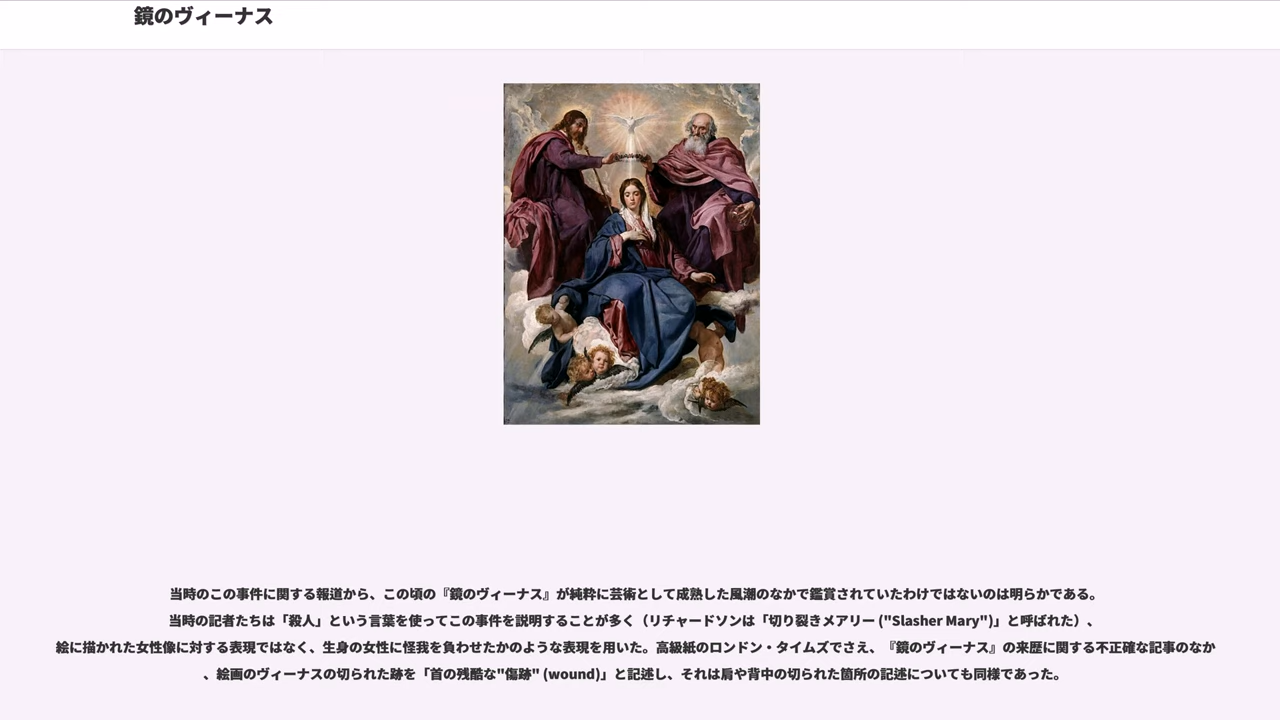 鏡のヴィーナス
当時のこの事件に関する報道から、この頃の『鏡のヴィーナス』が純粋に芸術として成熟した風潮のなかで鑑賞されていたわけではないのは明らかである。
当時の記者たちは「殺人」という言葉を使ってこの事件を説明することが多く（リチャードソンは「切り裂きメアリー ("Slasher Mary")」と呼ばれた）、
絵に描かれた女性像に対する表現ではなく、生身の女性に怪我を負わせたかのような表現を用いた。高級紙のロンドン・タイムズでさえ、『鏡のヴィーナス』の来歴に関する不正確な記事のなか
、絵画のヴィーナスの切られた跡を「首の残酷な"傷跡" (wound)」と記述し、それは肩や背中の切られた箇所の記述についても同様であった。